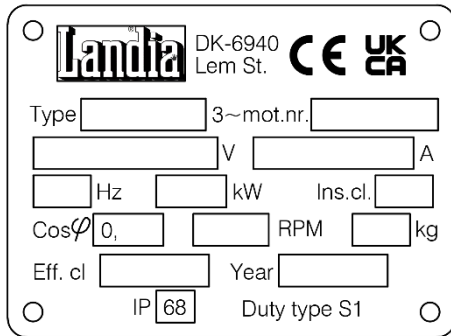 Landia DK-6940 CE UK
Lem St. CA
Type 3~mot.nr.
V A
Hz kW Ins.cl.
Cosφ 0, RPM kg
Eff. cl Year
IP 68 Duty type S1